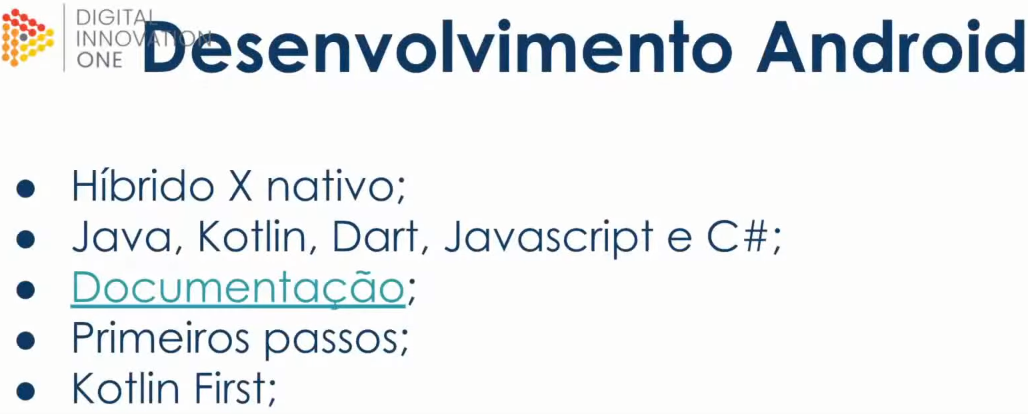 DIGITAL
INNOVATION
ONE
Desenvolvimento Android
● Híbrido X nativo;
● Java, Kotlin, Dart, Javascript e C#;
● Documentação;
● Primeiros passos;
● Kotlin First;